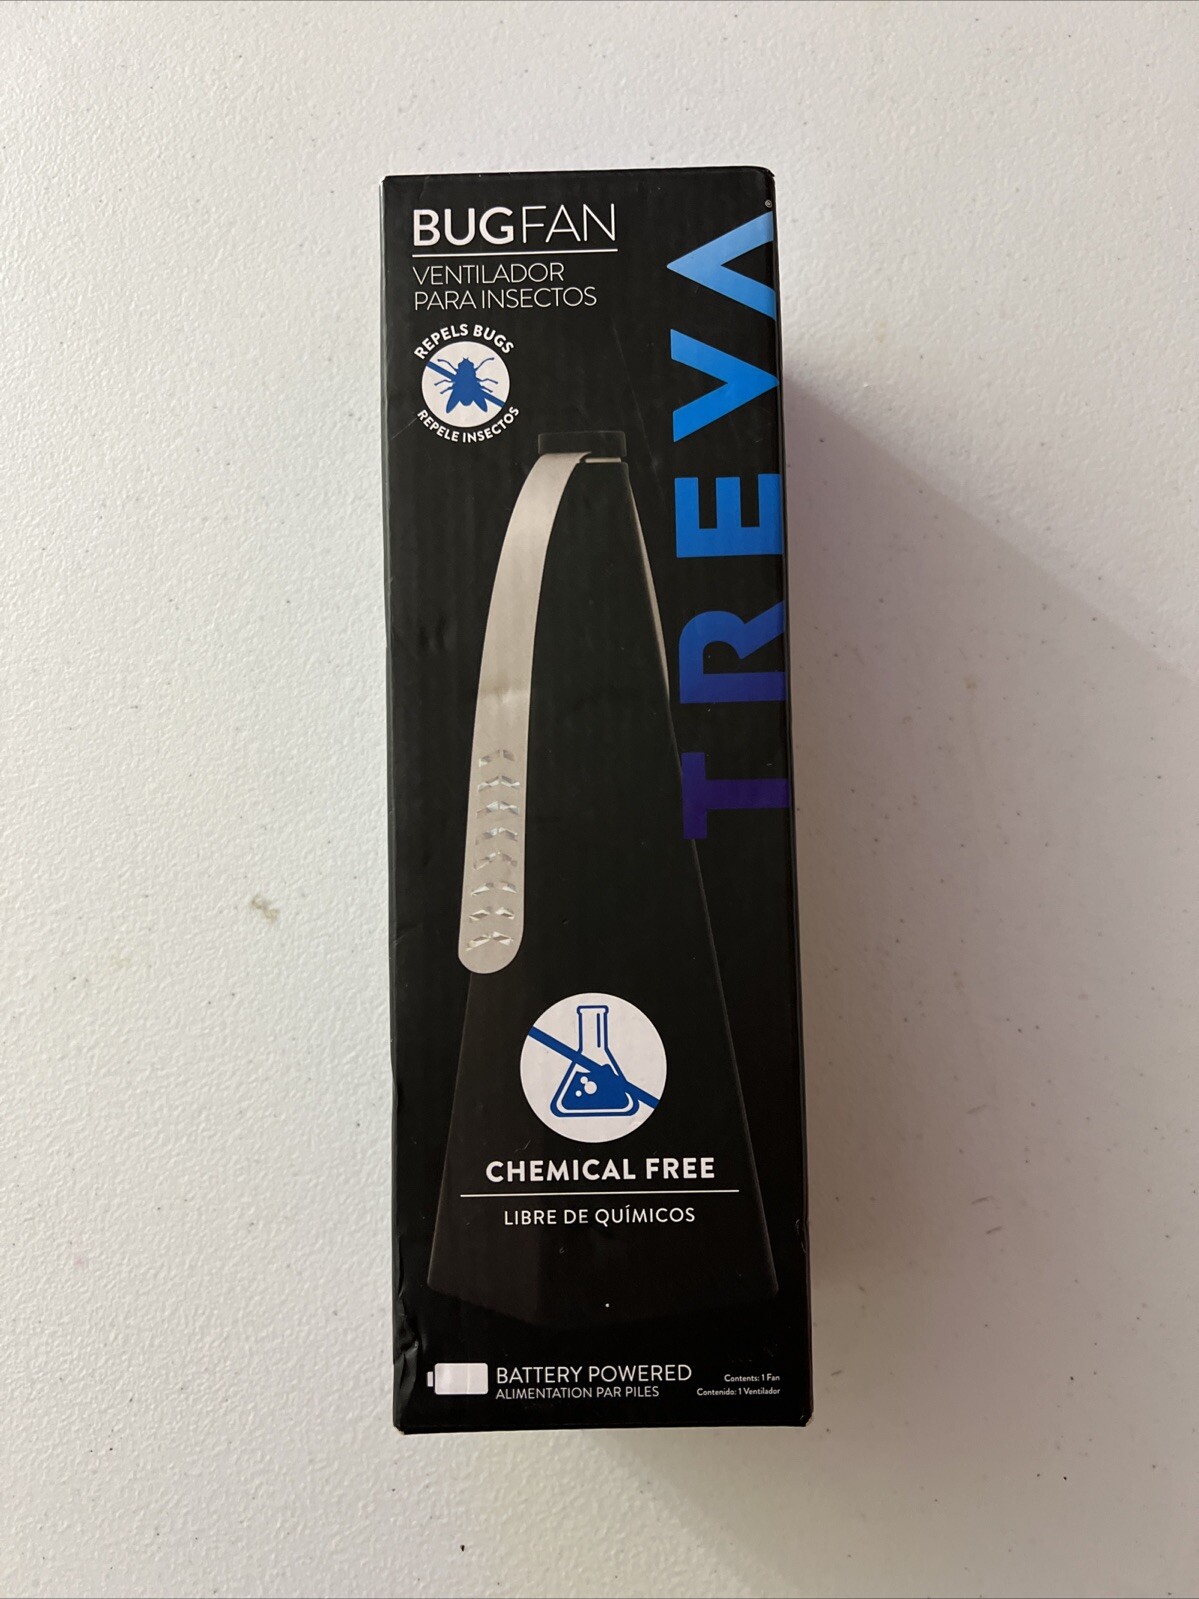 BUGFAN
VENTILADOR
PARA INSECTOS
REPELS BUGS
REPELE INSECTOS
TREVA®
CHEMICAL FREE
LIBRE DE QUÍMICOS
BATTERY POWERED
ALIMENTATION PAR PILES
Contents: 1 Fan
Contenido: 1 Ventilador